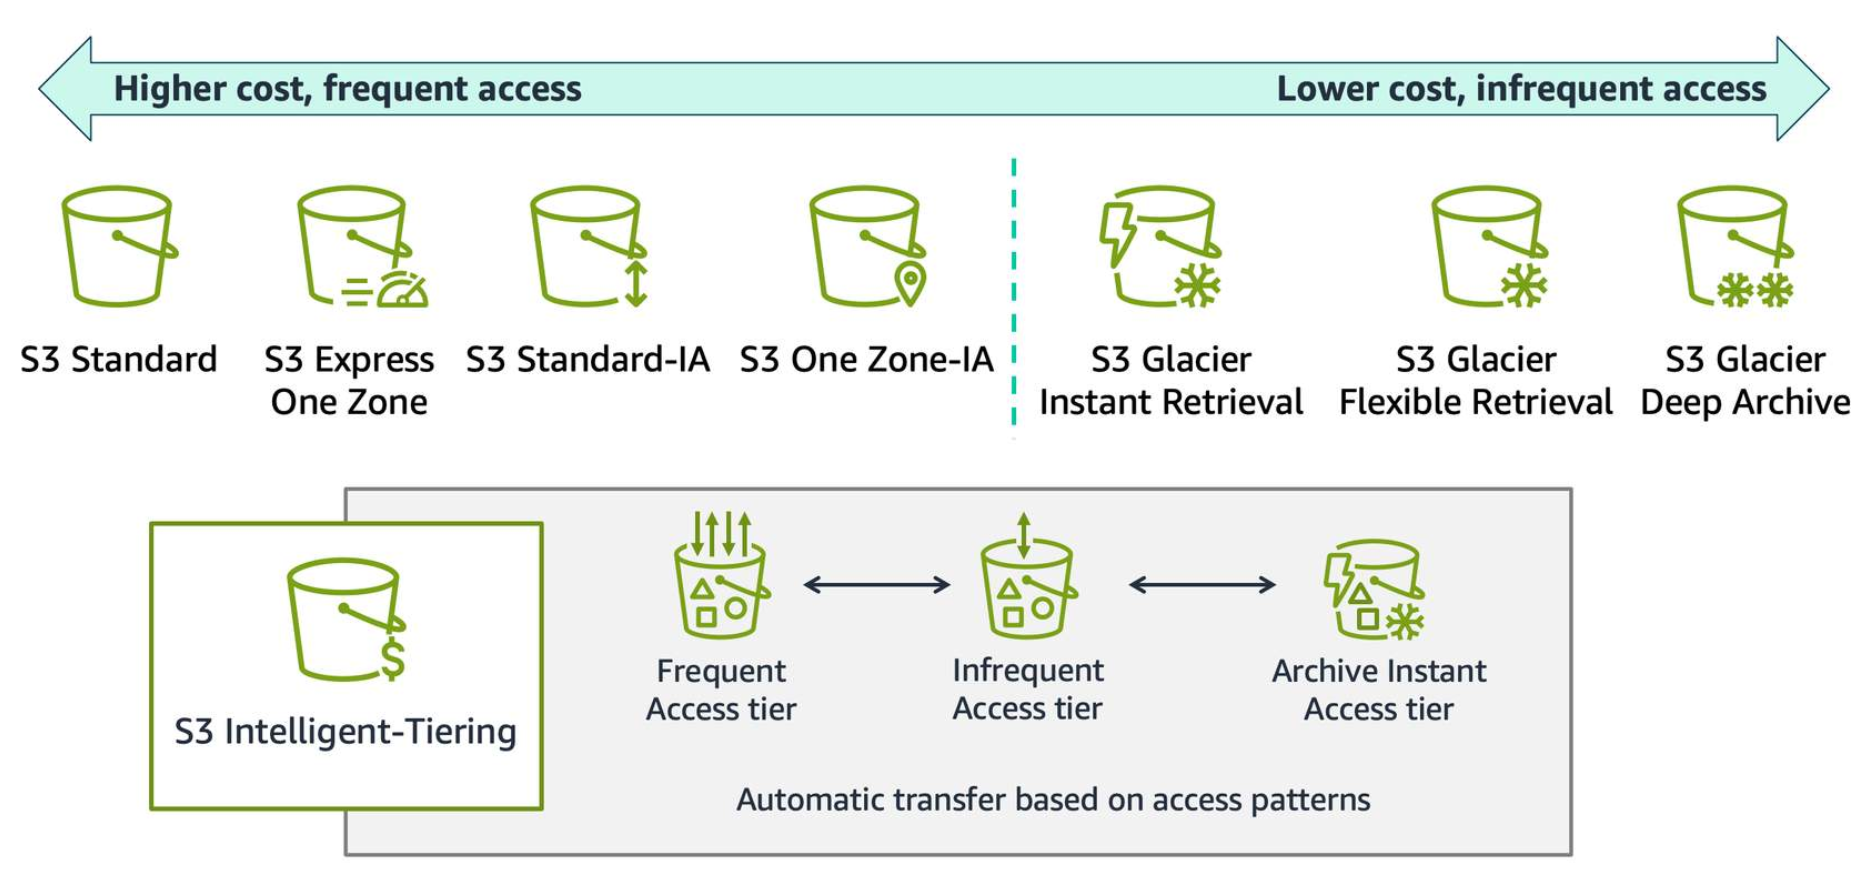 Higher cost, frequent access
Lower cost, infrequent access
S3 Standard
S3 Express
One Zone
S3 Standard-IA
S3 One Zone-IA
S3 Glacier
Instant Retrieval
S3 Glacier
Flexible Retrieval
S3 Glacier
Deep Archive
$
S3 Intelligent-Tiering
Frequent
Access tier
Infrequent
Access tier
Archive Instant
Access tier
Automatic transfer based on access patterns